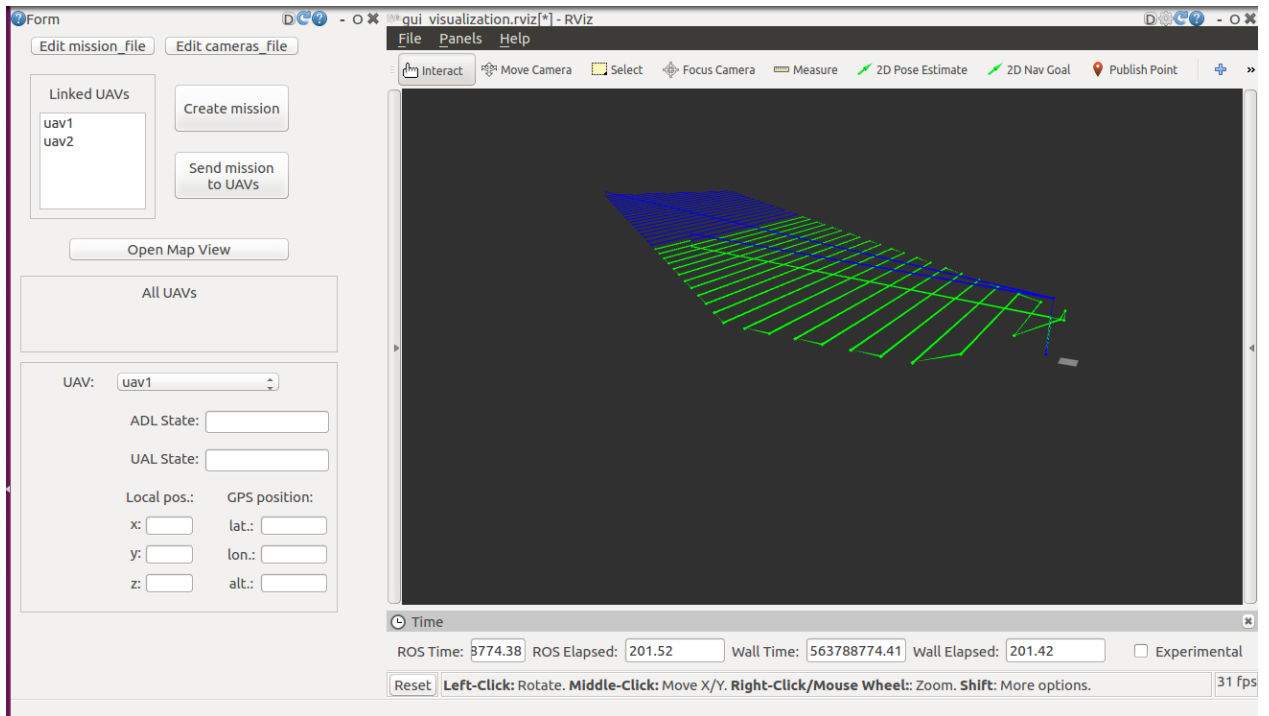 Form
D
Edit mission_file
Edit cameras_file
Linked UAVs
uav1
uav2
Create mission
Send mission
to UAVs
Open Map View
All UAVs
UAV:
uav1
ADL State:
UAL State:
Local pos.:
GPS position:
x:
lat.:
y:
lon.:
z:
alt.:
gui_visualization.rviz[*] - RViz
D
File Panels Help
Interact
Move Camera
Select
Focus Camera
Measure
2D Pose Estimate
2D Nav Goal
Publish Point
»
Time
ROS Time: 8774.38 ROS Elapsed: 201.52 Wall Time: 563788774.41 Wall Elapsed: 201.42 Experimental
Reset Left-Click: Rotate. Middle-Click: Move X/Y. Right-Click/Mouse Wheel:: Zoom. Shift: More options. 31 fps